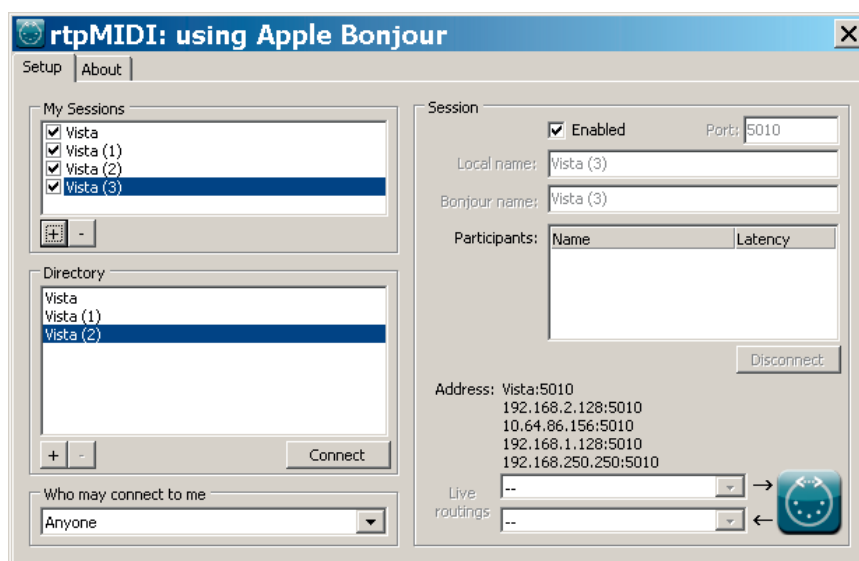 rtpMIDI: using Apple Bonjour
Setup
About
My Sessions
Vista
Vista (1)
Vista (2)
Vista (3)
+ -
Directory
Vista
Vista (1)
Vista (2)
+ -
Connect
Who may connect to me
Anyone
Session
Enabled
Port: 5010
Local name: Vista (3)
Bonjour name: Vista (3)
Participants: Name Latency
Disconnect
Address: Vista:5010
192.168.2.128:5010
10.64.86.156:5010
192.168.1.128:5010
192.168.250.250:5010
Live routings
--
--